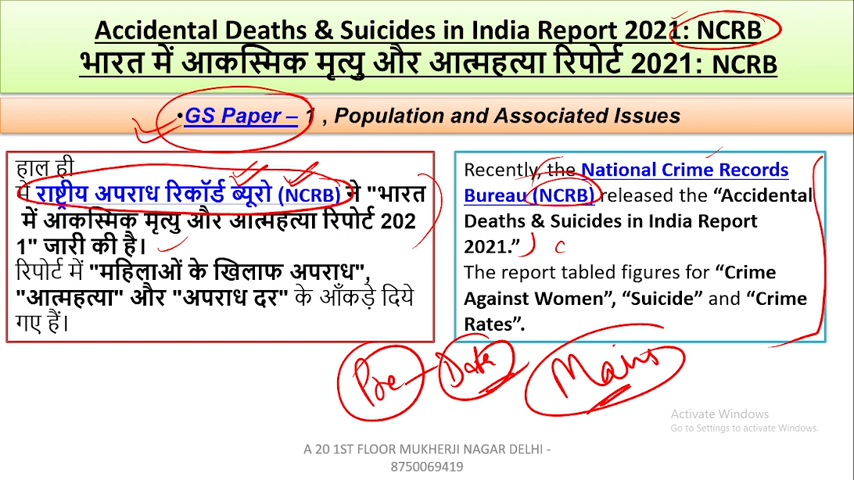 Accidental Deaths & Suicides in India Report 2021: NCRB
भारत में आकस्मिक मृत्यु और आत्महत्या रिपोर्ट 2021: NCRB
•GS Paper – 1 , Population and Associated Issues
हाल ही
में राष्ट्रीय अपराध रिकॉर्ड ब्यूरो (NCRB) ने "भारत
में आकस्मिक मृत्यु और आत्महत्या रिपोर्ट 202
1" जारी की है।
रिपोर्ट में "महिलाओं के खिलाफ अपराध",
"आत्महत्या" और "अपराध दर" के आँकड़े दिये
गए हैं।
Recently, the National Crime Records
Bureau (NCRB) released the “Accidental
Deaths & Suicides in India Report
2021.”
The report tabled figures for “Crime
Against Women”, “Suicide” and “Crime
Rates”.
Pre - Date Mains
Activate Windows
Go to Settings to activate Windows.
A 20 1ST FLOOR MUKHERJI NAGAR DELHI -
8750069419